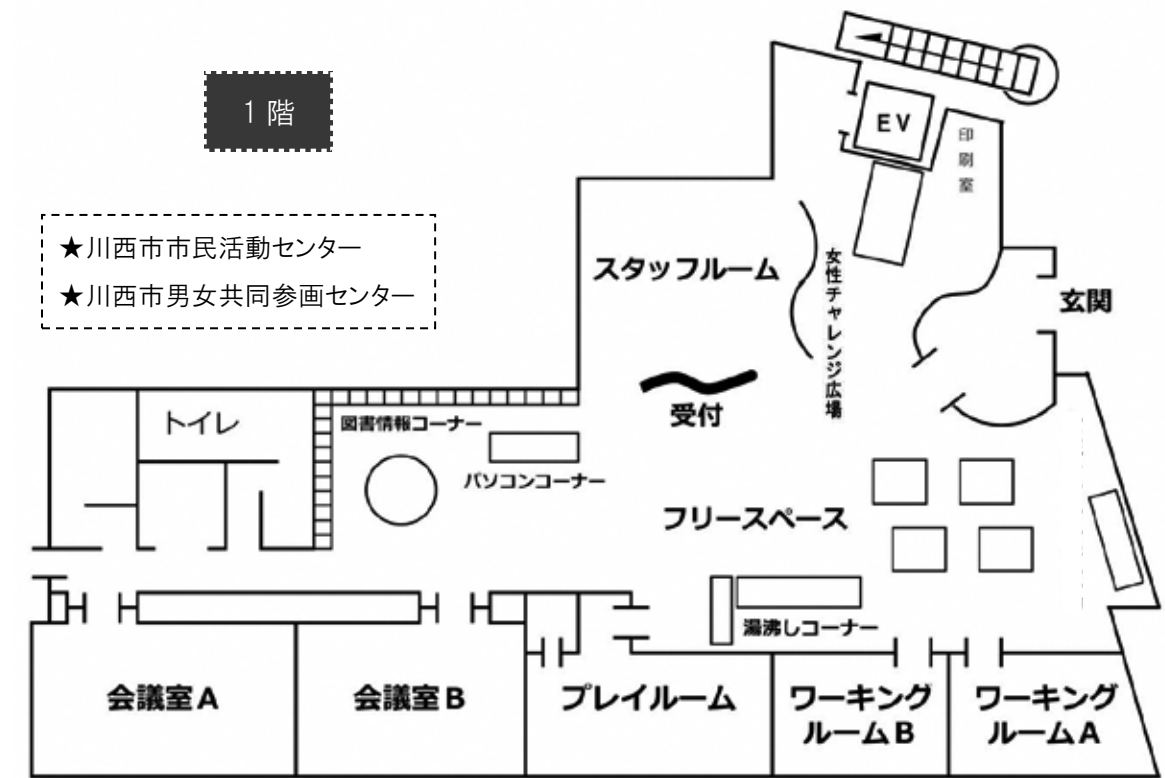 1階
★川西市市民活動センター
★川西市男女共同参画センター
EV
印刷室
スタッフルーム
女性チャレンジ広場
玄関
受付
トイレ
図書情報コーナー
パソコンコーナー
フリースペース
湯沸しコーナー
会議室A
会議室B
プレイルーム
ワーキング
ルームB
ワーキング
ルームA